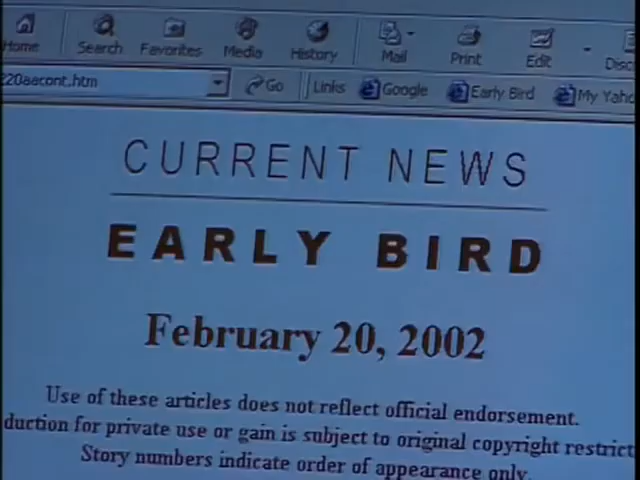 Home Search Favorites Media History Mail Print Edit
220aecont.htm Go Links Google Early Bird My Yaho
CURRENT NEWS
EARLY BIRD
February 20, 2002
Use of these articles does not reflect official endorsement.
duction for private use or gain is subject to original copyright restrict
Story numbers indicate order of appearance only.